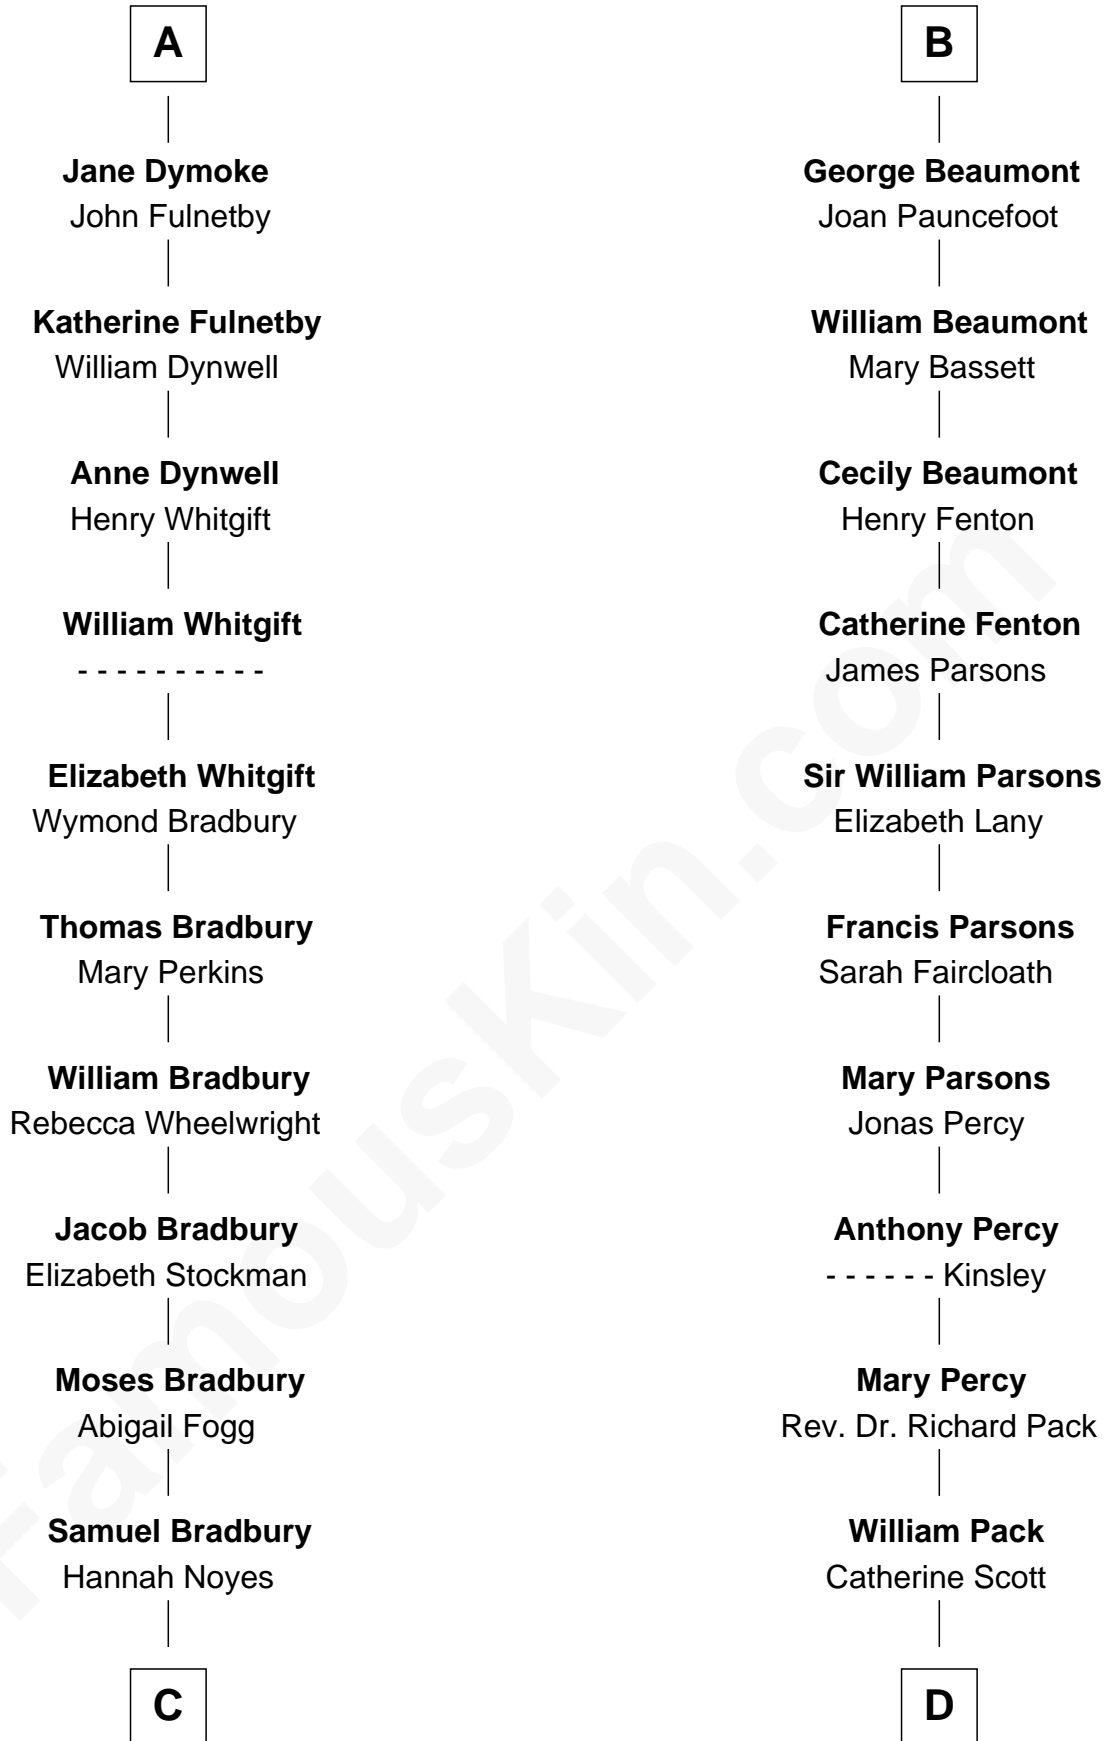 A
Jane Dymoke
John Fulnetby
Katherine Fulnetby
William Dynwell
Anne Dynwell
Henry Whitgift
William Whitgift
- - - - - - - - - -
Elizabeth Whitgift
Wymond Bradbury
Thomas Bradbury
Mary Perkins
William Bradbury
Rebecca Wheelwright
Jacob Bradbury
Elizabeth Stockman
Moses Bradbury
Abigail Fogg
Samuel Bradbury
Hannah Noyes
C
B
George Beaumont
Joan Pauncefoot
William Beaumont
Mary Bassett
Cecily Beaumont
Henry Fenton
Catherine Fenton
James Parsons
Sir William Parsons
Elizabeth Lany
Francis Parsons
Sarah Faircloath
Mary Parsons
Jonas Percy
Anthony Percy
- - - - - - Kinsley
Mary Percy
Rev. Dr. Richard Pack
William Pack
Catherine Scott
D
FamousKin.com